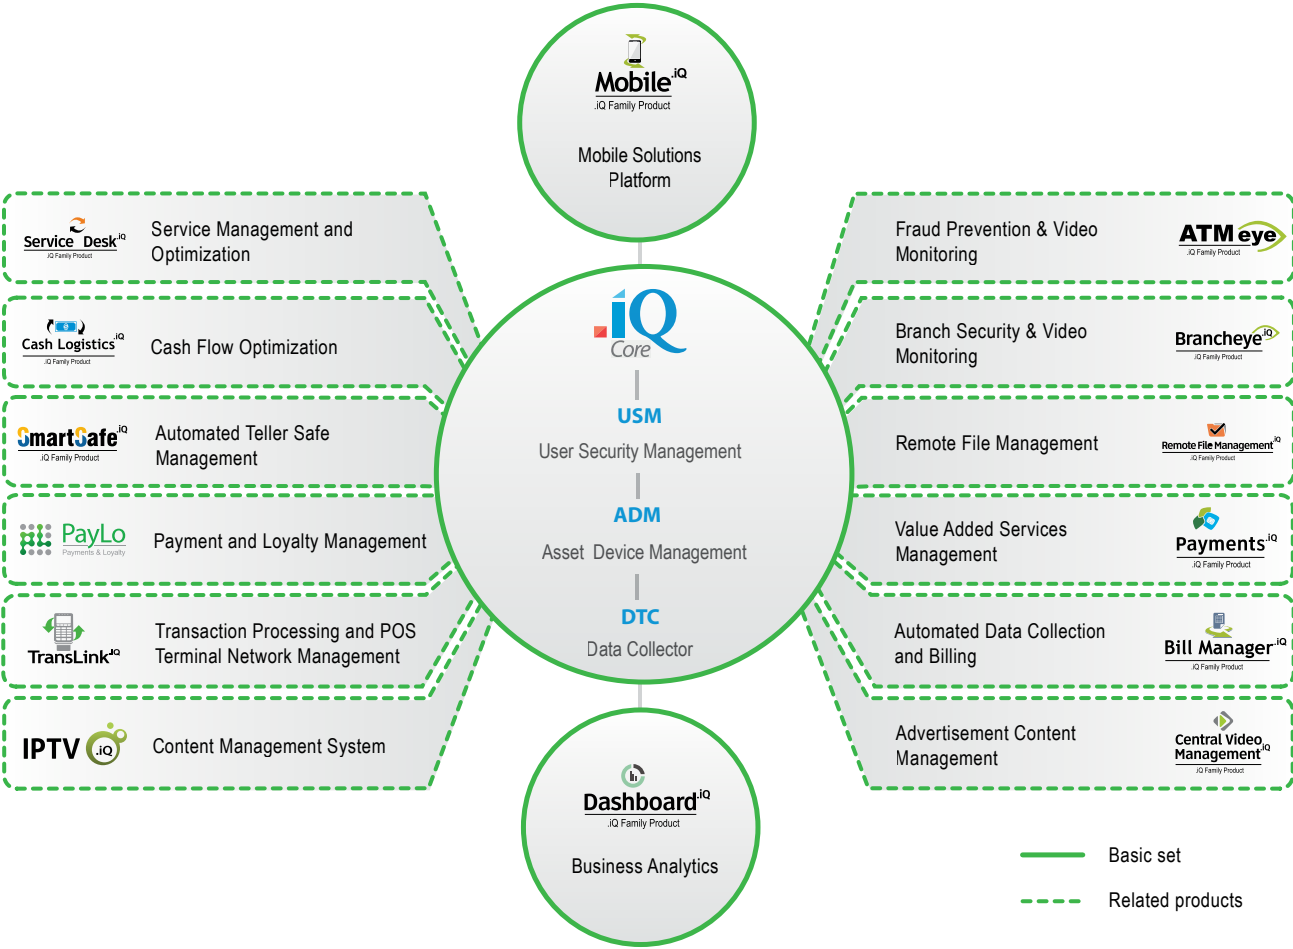 Mobile.iQ
.iQ Family Product
Mobile Solutions
Platform
Service Desk.iQ
.iQ Family Product
Service Management and
Optimization
Cash Logistics.iQ
.iQ Family Product
Cash Flow Optimization
SmartSafe.iQ
.iQ Family Product
Automated Teller Safe
Management
PayLo
Payments & Loyalty
Payment and Loyalty Management
TransLink.iQ
Transaction Processing and POS
Terminal Network Management
IPTV .iQ
Content Management System
.iQ
Core
USM
User Security Management
ADM
Asset Device Management
DTC
Data Collector
Dashboard.iQ
.iQ Family Product
Business Analytics
Fraud Prevention & Video
Monitoring
ATM eye
.iQ Family Product
Branch Security & Video
Monitoring
Brancheye.iQ
.iQ Family Product
Remote File Management
Remote File Management.iQ
.iQ Family Product
Value Added Services
Management
Payments.iQ
.iQ Family Product
Automated Data Collection
and Billing
Bill Manager.iQ
.iQ Family Product
Advertisement Content
Management
Central Video
Management.iQ
.iQ Family Product
Basic set
Related products